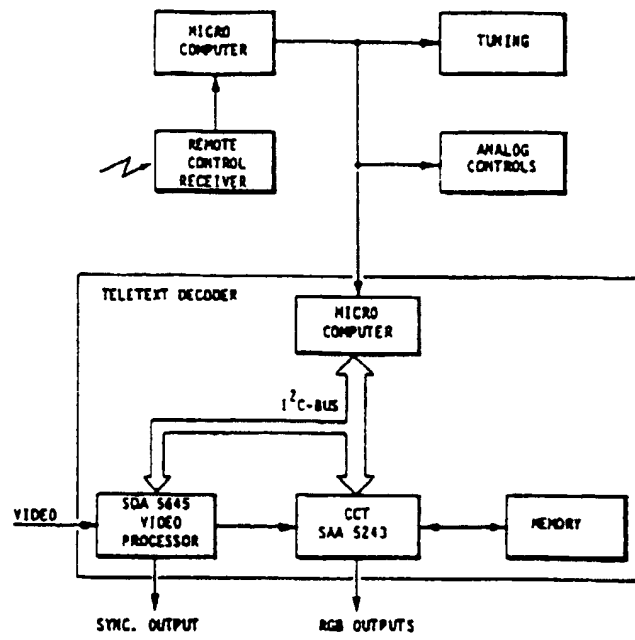 MICRO
COMPUTER
TUNING
REMOTE
CONTROL
RECEIVER
ANALOG
CONTROLS
TELETEXT DECODER
MICRO
COMPUTER
I²C-BUS
VIDEO
SDA 5645
VIDEO
PROCESSOR
CCT
SAA 5243
MEMORY
SYNC. OUTPUT
RGB OUTPUTS